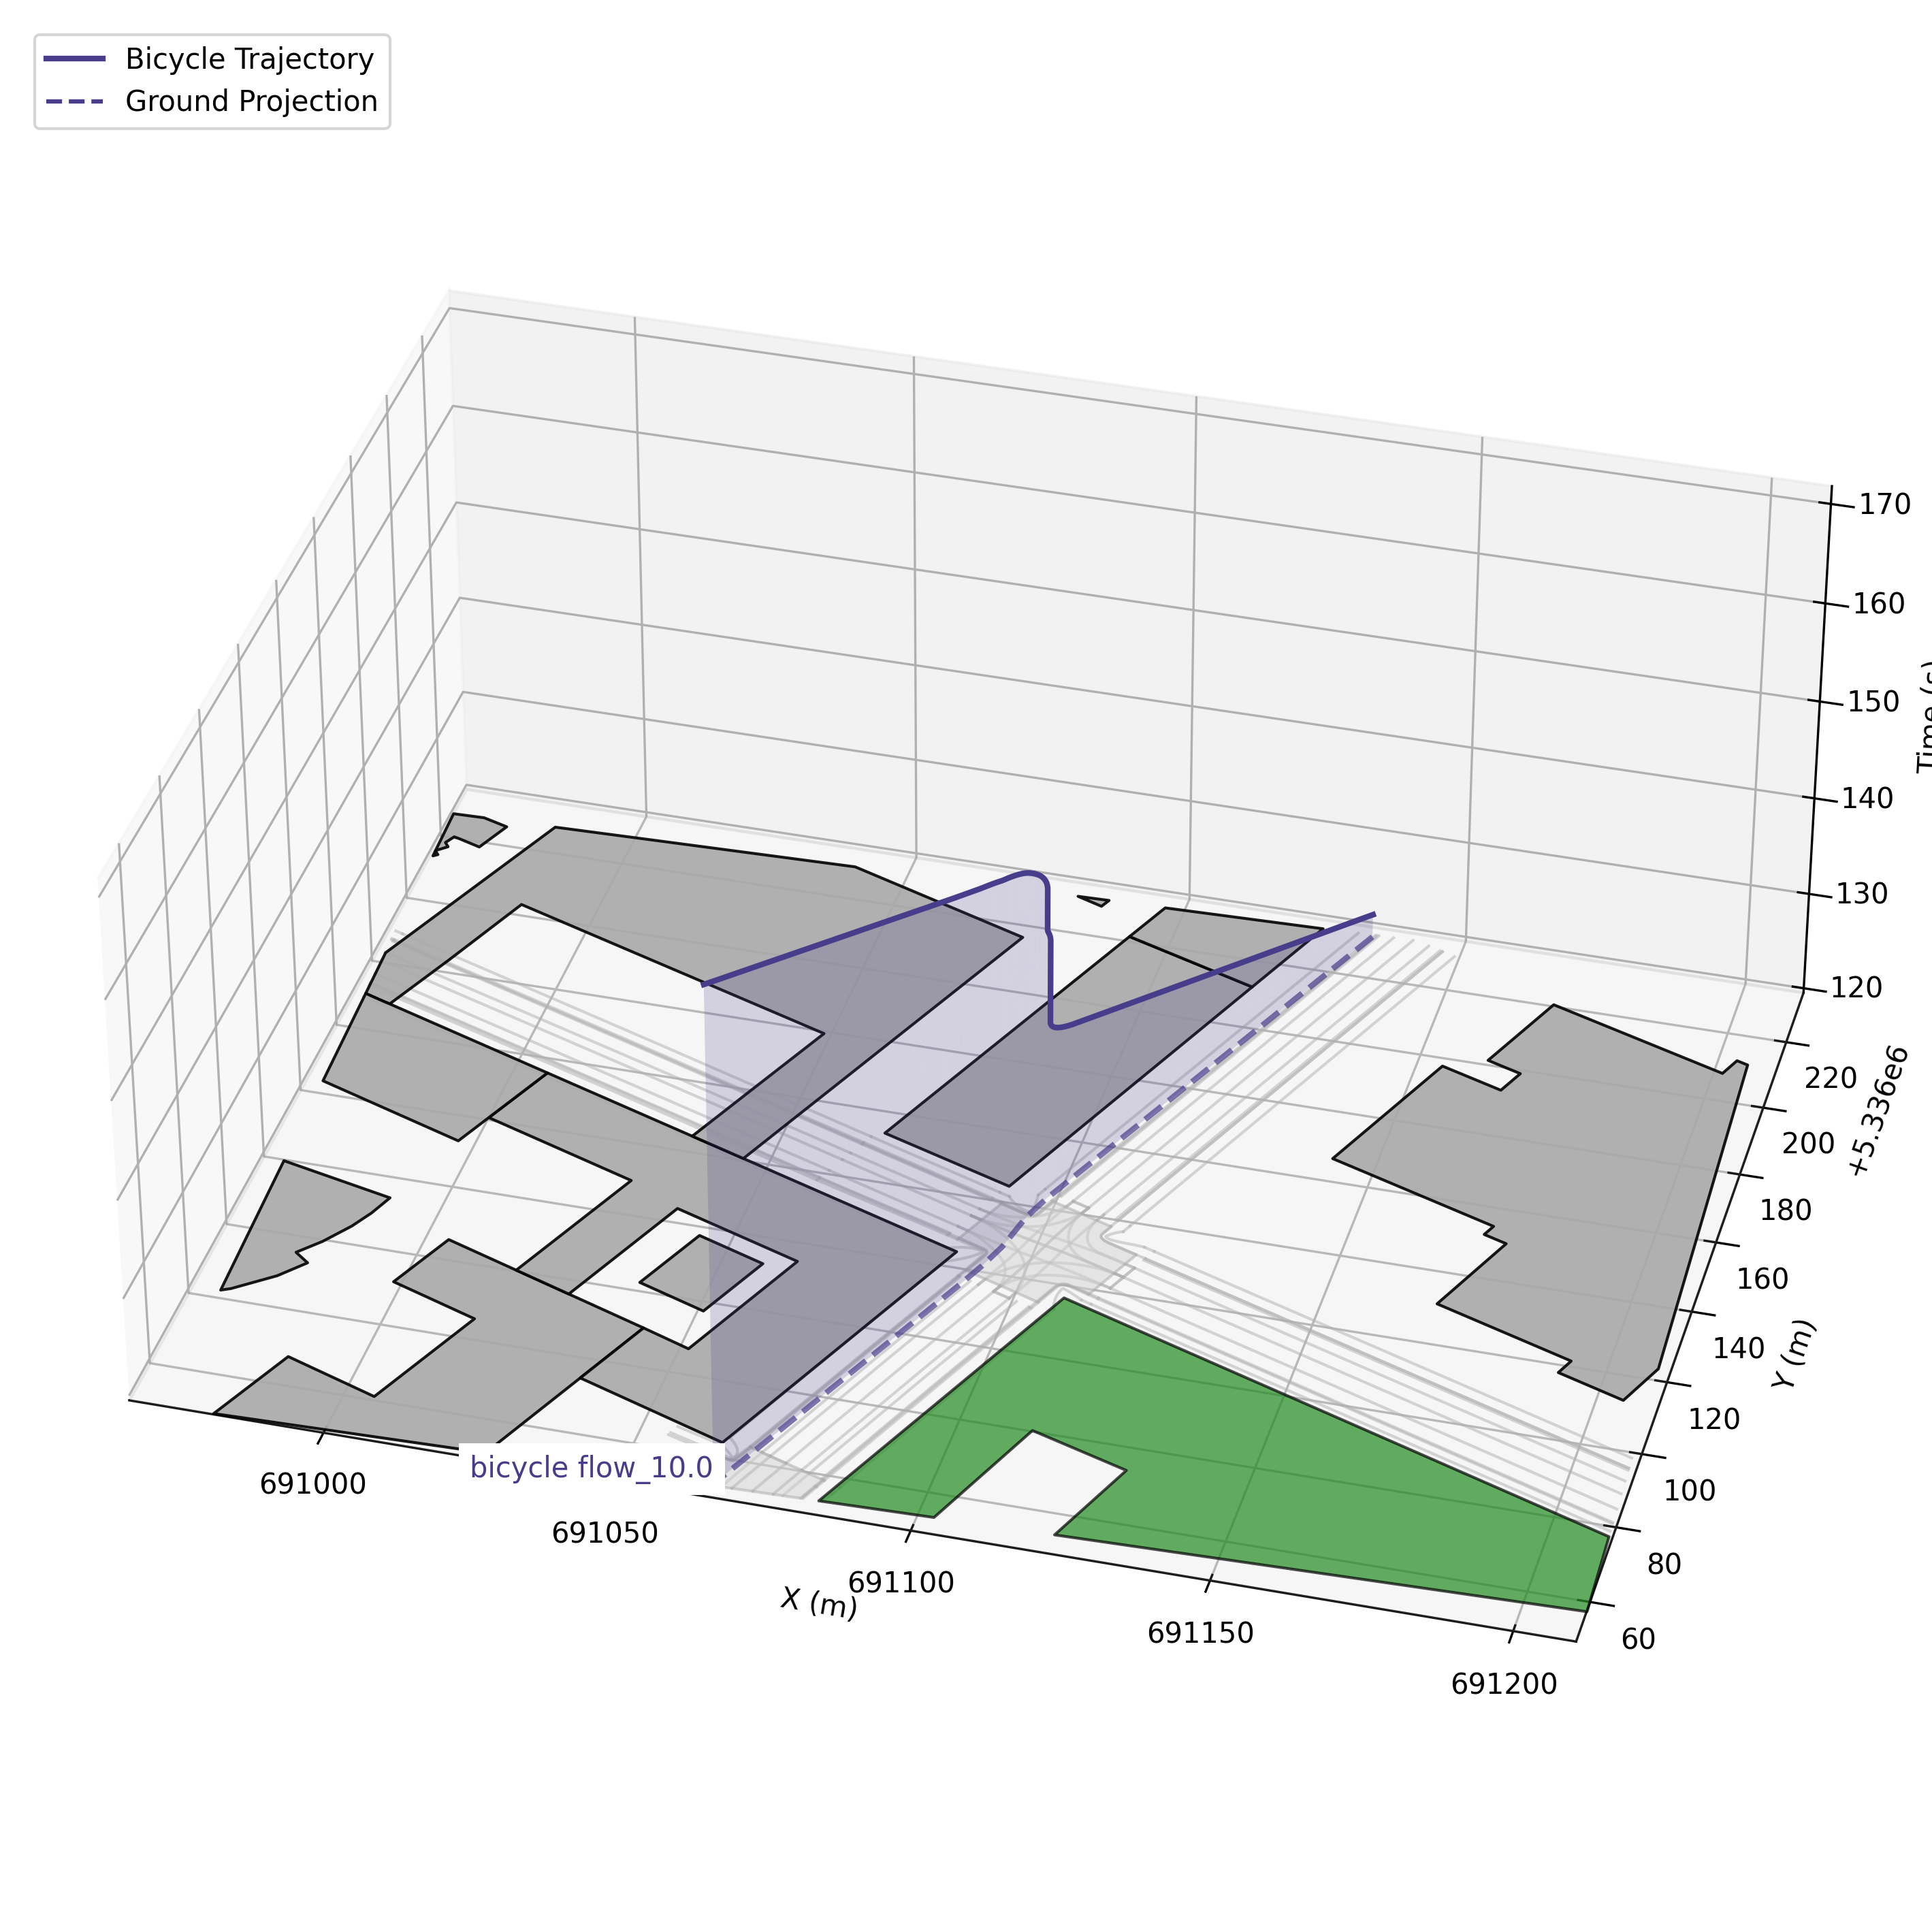 Bicycle Trajectory
Ground Projection
170
160
150
140
130
120
Time (s)
220
200
180
160
140
120
100
80
60
+5.336e6
Y (m)
bicycle flow_10.0
691000
691050
691100
691150
691200
X (m)